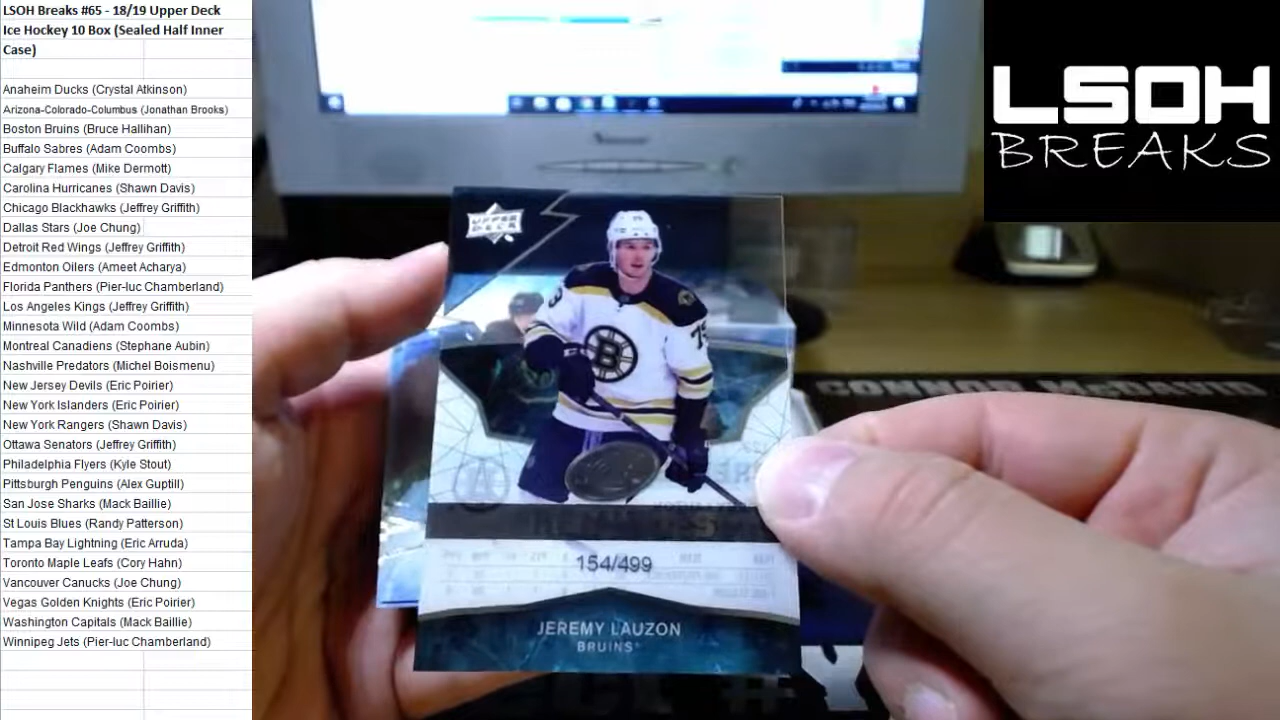 LSOH Breaks #65 - 18/19 Upper Deck
Ice Hockey 10 Box (Sealed Half Inner
Case)
Anaheim Ducks (Crystal Atkinson)
Arizona-Colorado-Columbus (Jonathan Brooks)
Boston Bruins (Bruce Hallihan)
Buffalo Sabres (Adam Coombs)
Calgary Flames (Mike Dermott)
Carolina Hurricanes (Shawn Davis)
Chicago Blackhawks (Jeffrey Griffith)
Dallas Stars (Joe Chung)
Detroit Red Wings (Jeffrey Griffith)
Edmonton Oilers (Ameet Acharya)
Florida Panthers (Pier-luc Chamberland)
Los Angeles Kings (Jeffrey Griffith)
Minnesota Wild (Adam Coombs)
Montreal Canadiens (Stephane Aubin)
Nashville Predators (Michel Boismenu)
New Jersey Devils (Eric Poirier)
New York Islanders (Eric Poirier)
New York Rangers (Shawn Davis)
Ottawa Senators (Jeffrey Griffith)
Philadelphia Flyers (Kyle Stout)
Pittsburgh Penguins (Alex Guptill)
San Jose Sharks (Mack Baillie)
St Louis Blues (Randy Patterson)
Tampa Bay Lightning (Eric Arruda)
Toronto Maple Leafs (Cory Hahn)
Vancouver Canucks (Joe Chung)
Vegas Golden Knights (Eric Poirier)
Washington Capitals (Mack Baillie)
Winnipeg Jets (Pier-luc Chamberland)
LSOH
BREAKS
UPPER
DECK
79
B
CONNOR McDAVID
154/499
JEREMY LAUZON
BRUINS